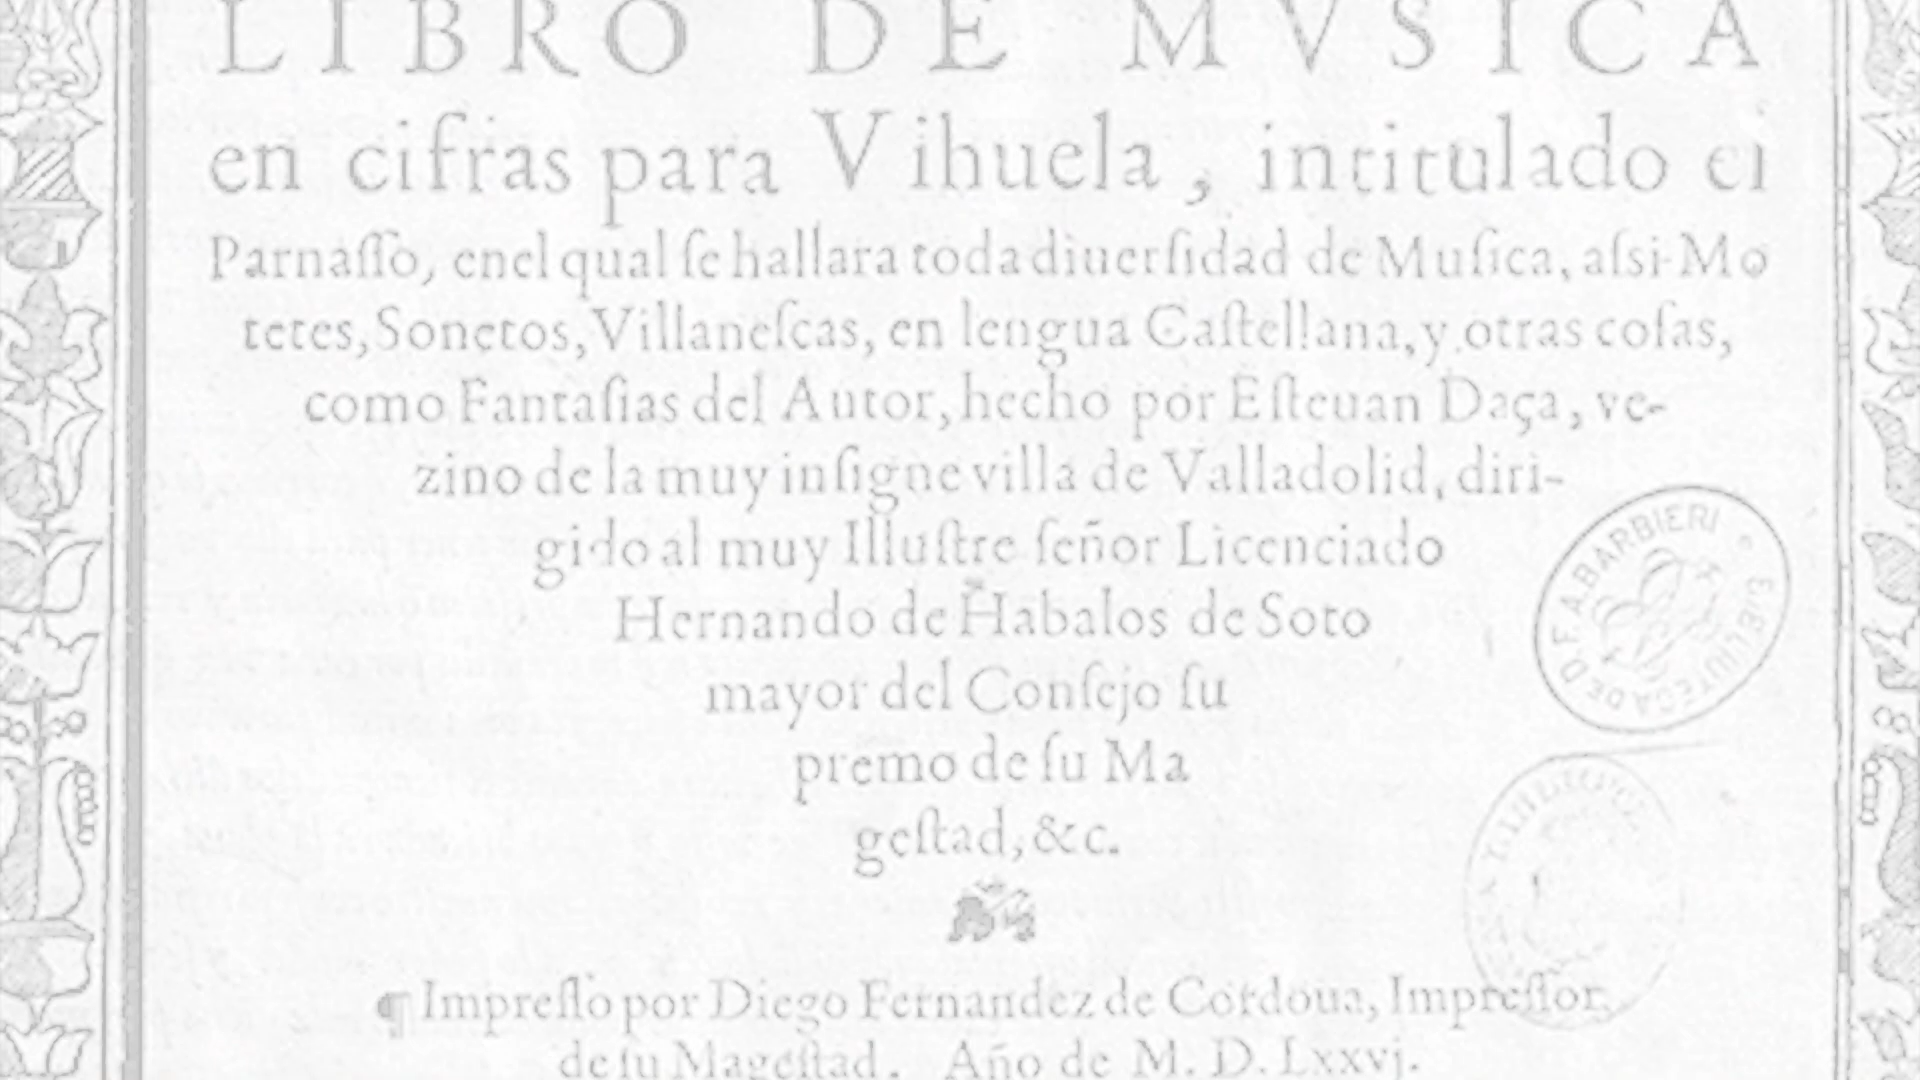 LIBRO DE MVSICA
en cifras para Vihuela, intitulado el
Parnaſſo, enel qual ſe hallara toda diuerſidad de Muſica, aſsi Mo
tetes, Sonetos, Villaneſcas, en lengua Caſtellana, y otras coſas,
como Fantaſias del Autor, hecho por Eſteuan Daça, ve-
zino de la muy inſigne villa de Valladolid, diri-
gido al muy Illuſtre ſeñor Licenciado
Hernando de Habalos de Soto
mayor del Conſejo ſu
premo de ſu Ma
geſtad, &c.
BIBLIOTECA DE D. F. A. BARBIERI
¶ Impreſſo por Diego Fernandez de Cordoua, Impreſſor,
de ſu Mageſtad. Año de M. D. Lxxvj.